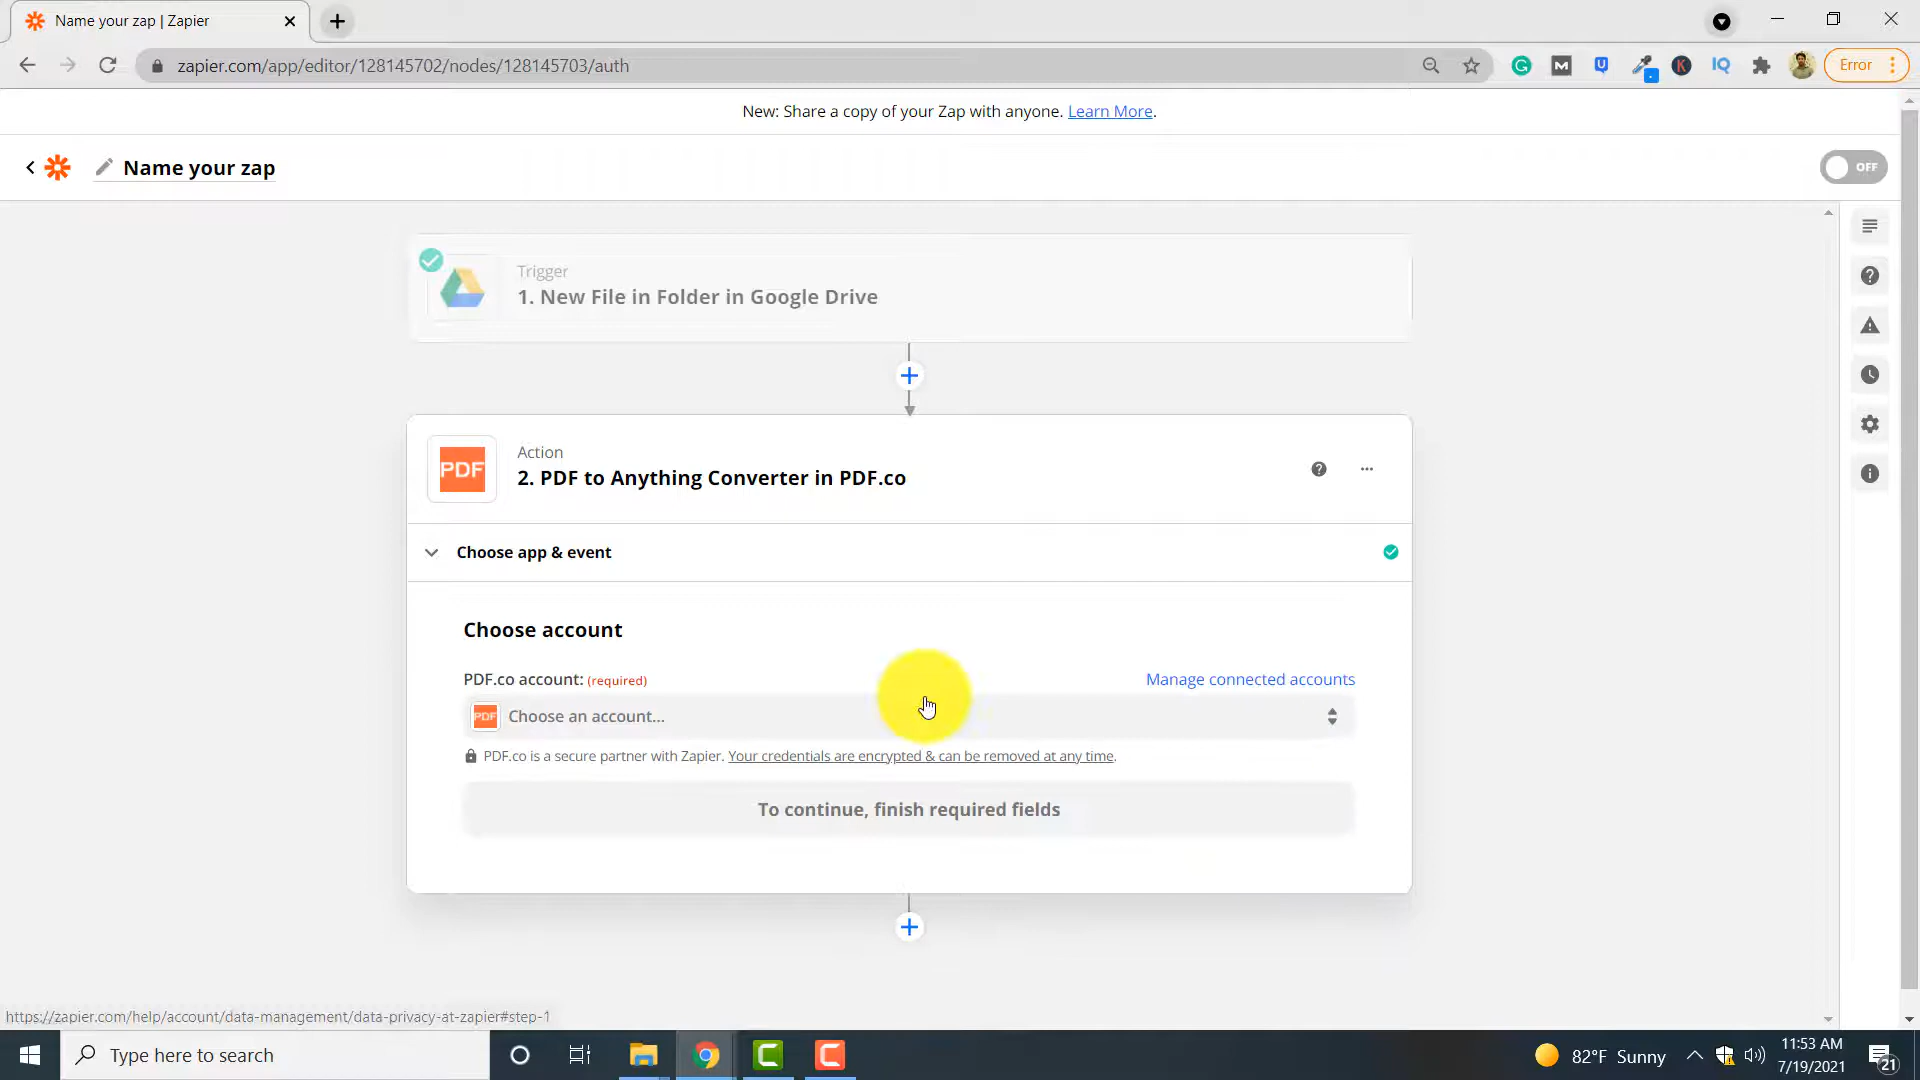 Name your zap | Zapier
zapier.com/app/editor/128145702/nodes/128145703/auth
Error
New: Share a copy of your Zap with anyone. Learn More.
Name your zap
OFF
Trigger
1. New File in Folder in Google Drive
PDF
Action
2. PDF to Anything Converter in PDF.co
Choose app & event
Choose account
PDF.co account: (required)
Manage connected accounts
PDF Choose an account...
PDF.co is a secure partner with Zapier. Your credentials are encrypted & can be removed at any time.
To continue, finish required fields
https://zapier.com/help/account/data-management/data-privacy-at-zapier#step-1
Type here to search
82°F Sunny
11:53 AM
7/19/2021
21